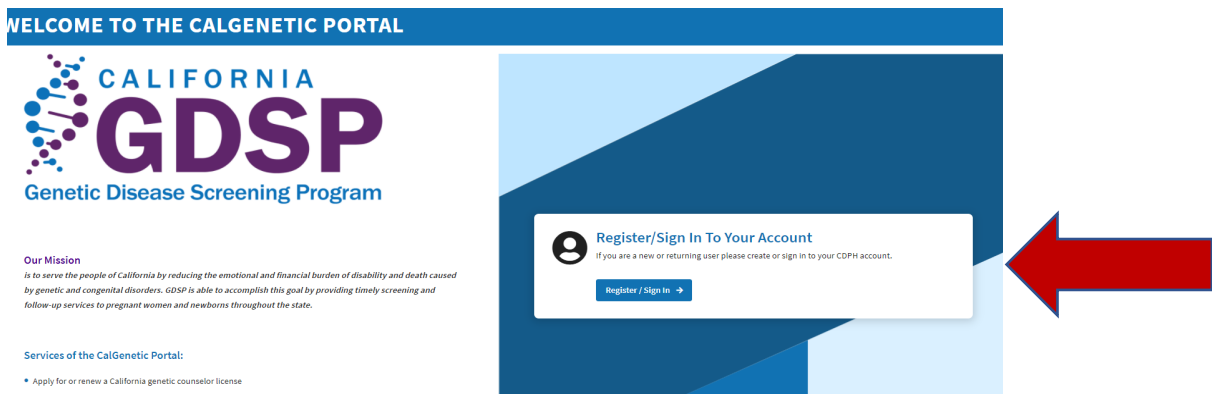 WELCOME TO THE CALGENETIC PORTAL
CALIFORNIA
GDSP
Genetic Disease Screening Program
Our Mission
is to serve the people of California by reducing the emotional and financial burden of disability and death caused
by genetic and congenital disorders. GDSP is able to accomplish this goal by providing timely screening and
follow-up services to pregnant women and newborns throughout the state.
Services of the CalGenetic Portal:
• Apply for or renew a California genetic counselor license
Register/Sign In To Your Account
If you are a new or returning user please create or sign in to your CDPH account.
Register / Sign In →